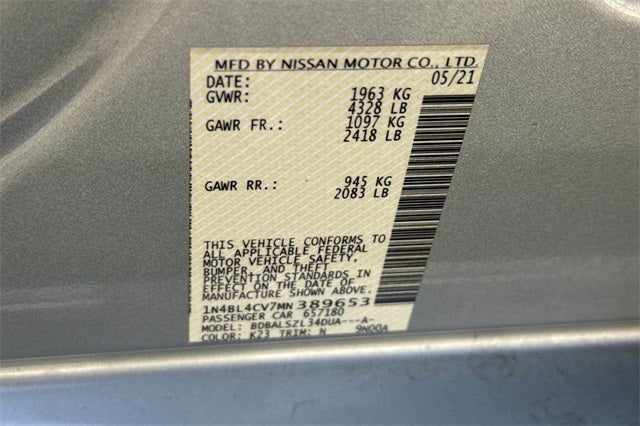 MFD BY NISSAN MOTOR CO., LTD.
DATE: 05/21
GVWR: 1963 KG
4328 LB
GAWR FR.: 1097 KG
2418 LB
GAWR RR.: 945 KG
2083 LB
THIS VEHICLE CONFORMS TO
ALL APPLICABLE FEDERAL
MOTOR VEHICLE SAFETY,
BUMPER, AND THEFT
PREVENTION STANDARDS IN
EFFECT ON THE DATE OF
MANUFACTURE SHOWN ABOVE.
1N4BL4CV7MN389653
PASSENGER CAR 657180
MODEL: BDBALSZL34DUA---A-
COLOR: K23 TRIM: N 9N00A